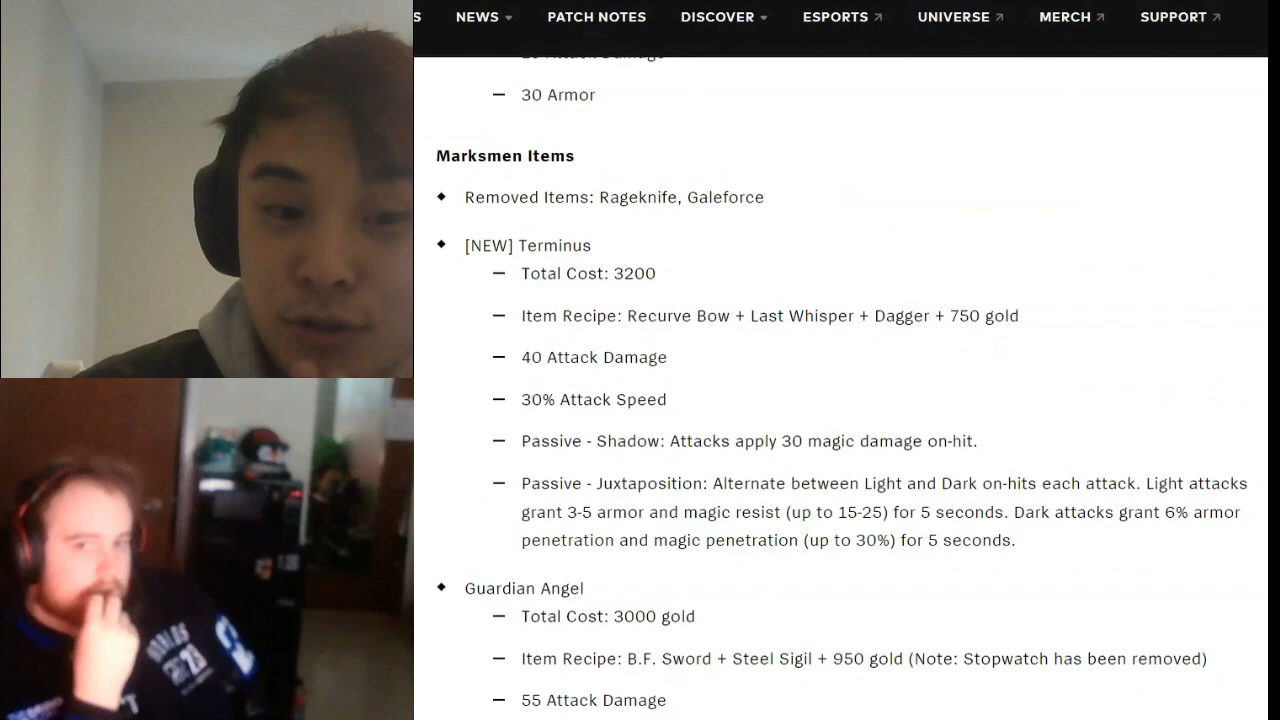 S NEWS PATCH NOTES DISCOVER ESPORTS UNIVERSE MERCH SUPPORT
Attack Damage
— 30 Armor
Marksmen Items
Removed Items: Rageknife, Galeforce
[NEW] Terminus
— Total Cost: 3200
— Item Recipe: Recurve Bow + Last Whisper + Dagger + 750 gold
— 40 Attack Damage
— 30% Attack Speed
— Passive - Shadow: Attacks apply 30 magic damage on-hit.
— Passive - Juxtaposition: Alternate between Light and Dark on-hits each attack. Light attacks
grant 3-5 armor and magic resist (up to 15-25) for 5 seconds. Dark attacks grant 6% armor
penetration and magic penetration (up to 30%) for 5 seconds.
Guardian Angel
— Total Cost: 3000 gold
— Item Recipe: B.F. Sword + Steel Sigil + 950 gold (Note: Stopwatch has been removed)
— 55 Attack Damage